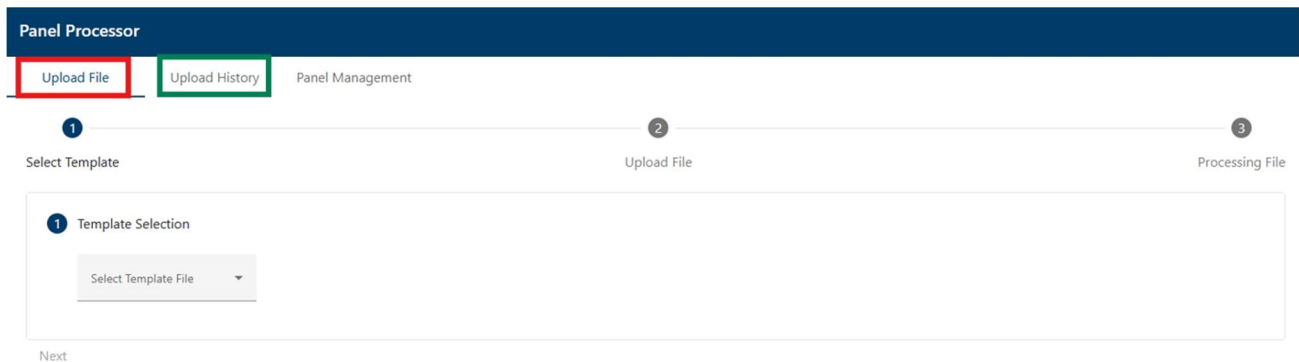 Panel Processor
Upload File Upload History Panel Management
1 2 3
Select Template Upload File Processing File
1 Template Selection
Select Template File
Next